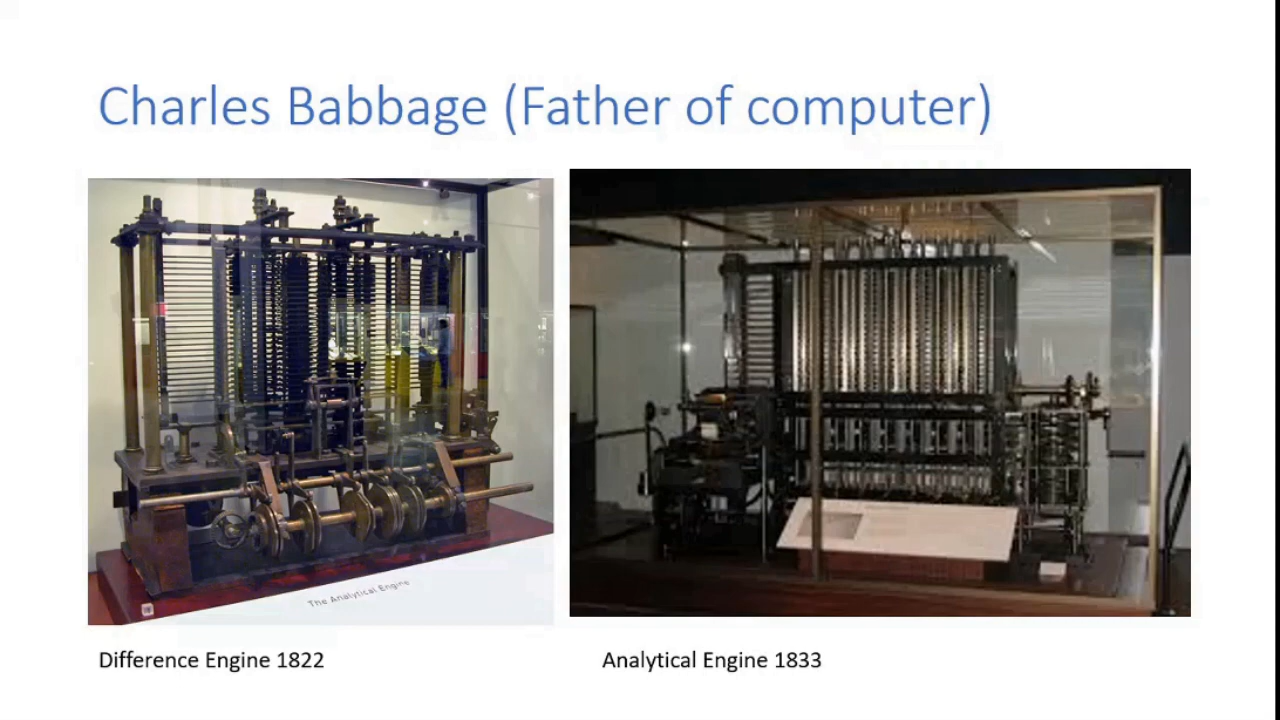 Charles Babbage (Father of computer)
The Analytical Engine
Difference Engine 1822
Analytical Engine 1833